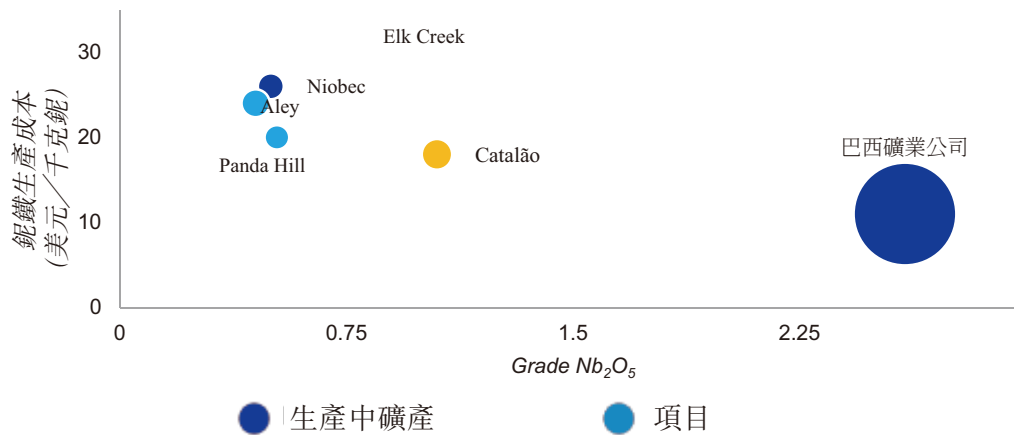 鈮鐵生產成本
(美元／千克鈮)
30
20
10
0
Elk Creek
Niobec
Aley
Panda Hill
Catalão
巴西礦業公司
0
0.75
1.5
2.25
Grade Nb₂O₅
生產中礦產
項目